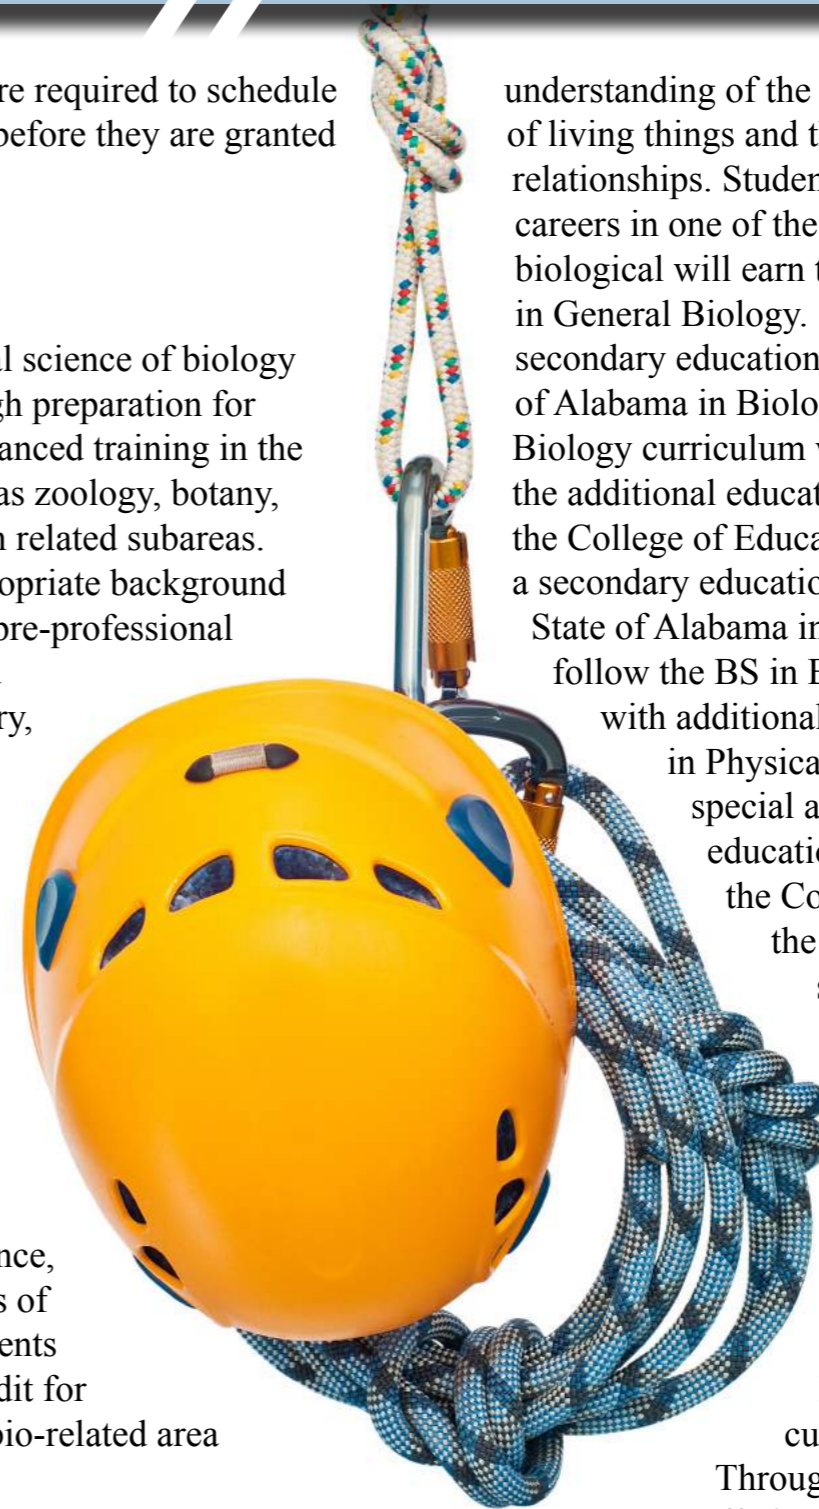 re required to schedule
before they are granted
al science of biology
gh preparation for
anced training in the
as zoology, botany,
n related subareas.
opriate background
pre-professional
ry,
nce,
s of
ents
dit for
bio-related area
understanding of the
of living things and th
relationships. Studen
careers in one of the
biological will earn t
in General Biology.
secondary education
of Alabama in Biolo
Biology curriculum w
the additional educat
the College of Educa
a secondary educatio
State of Alabama in
follow the BS in B
with additional
in Physica
special a
educatio
the Co
the
s
cu
Throug